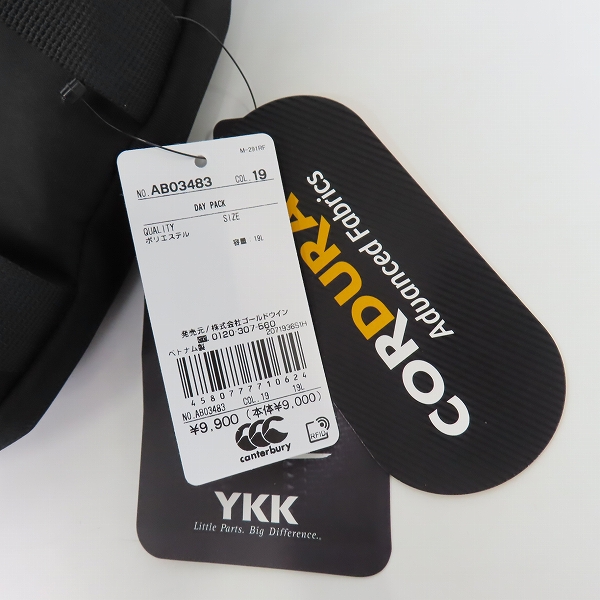 M-291RF
NO. AB03483 COL. 19
DAY PACK
QUALITY SIZE
ポリエステル
容量 19L
発売元/株式会社ゴールドウイン
0120-307-560
ベトナム製 2071936S1H
4580777710624
NO.AB03483 COL.19 19L
¥9,900 (本体¥9,000)
canterbury
RFID
CORDURA
Advanced Fabrics
YKK
Little Parts. Big Difference.